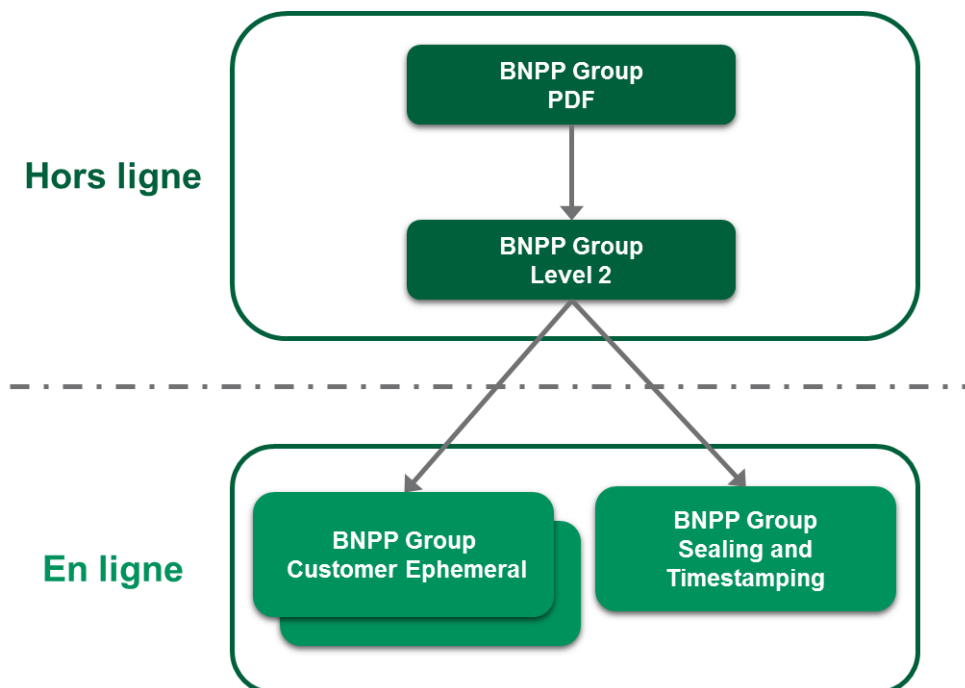 BNPP Group
PDF
Hors ligne
BNPP Group
Level 2
En ligne
BNPP Group
Customer Ephemeral
BNPP Group
Sealing and
Timestamping